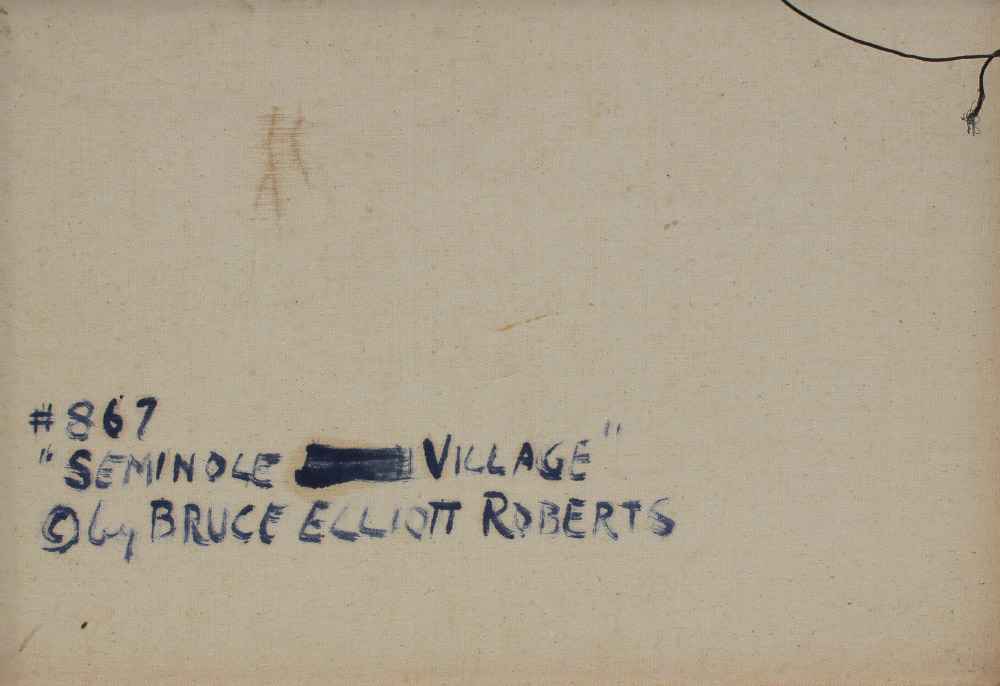 #867
"SEMINOLE VILLAGE"
© by BRUCE ELLIOTT ROBERTS